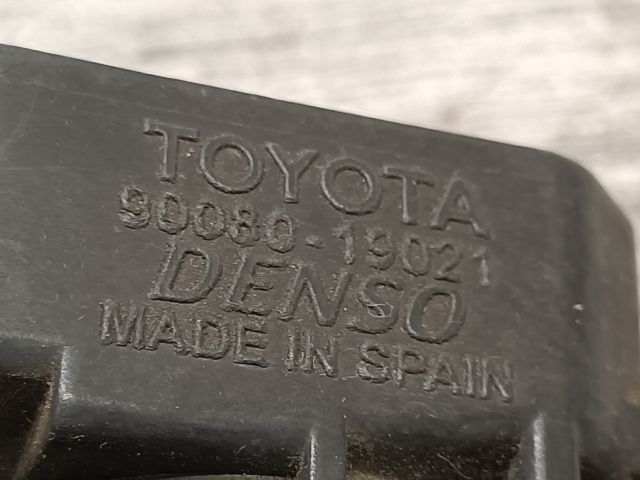 TOYOTA
90080-19021
DENSO
MADE IN SPAIN